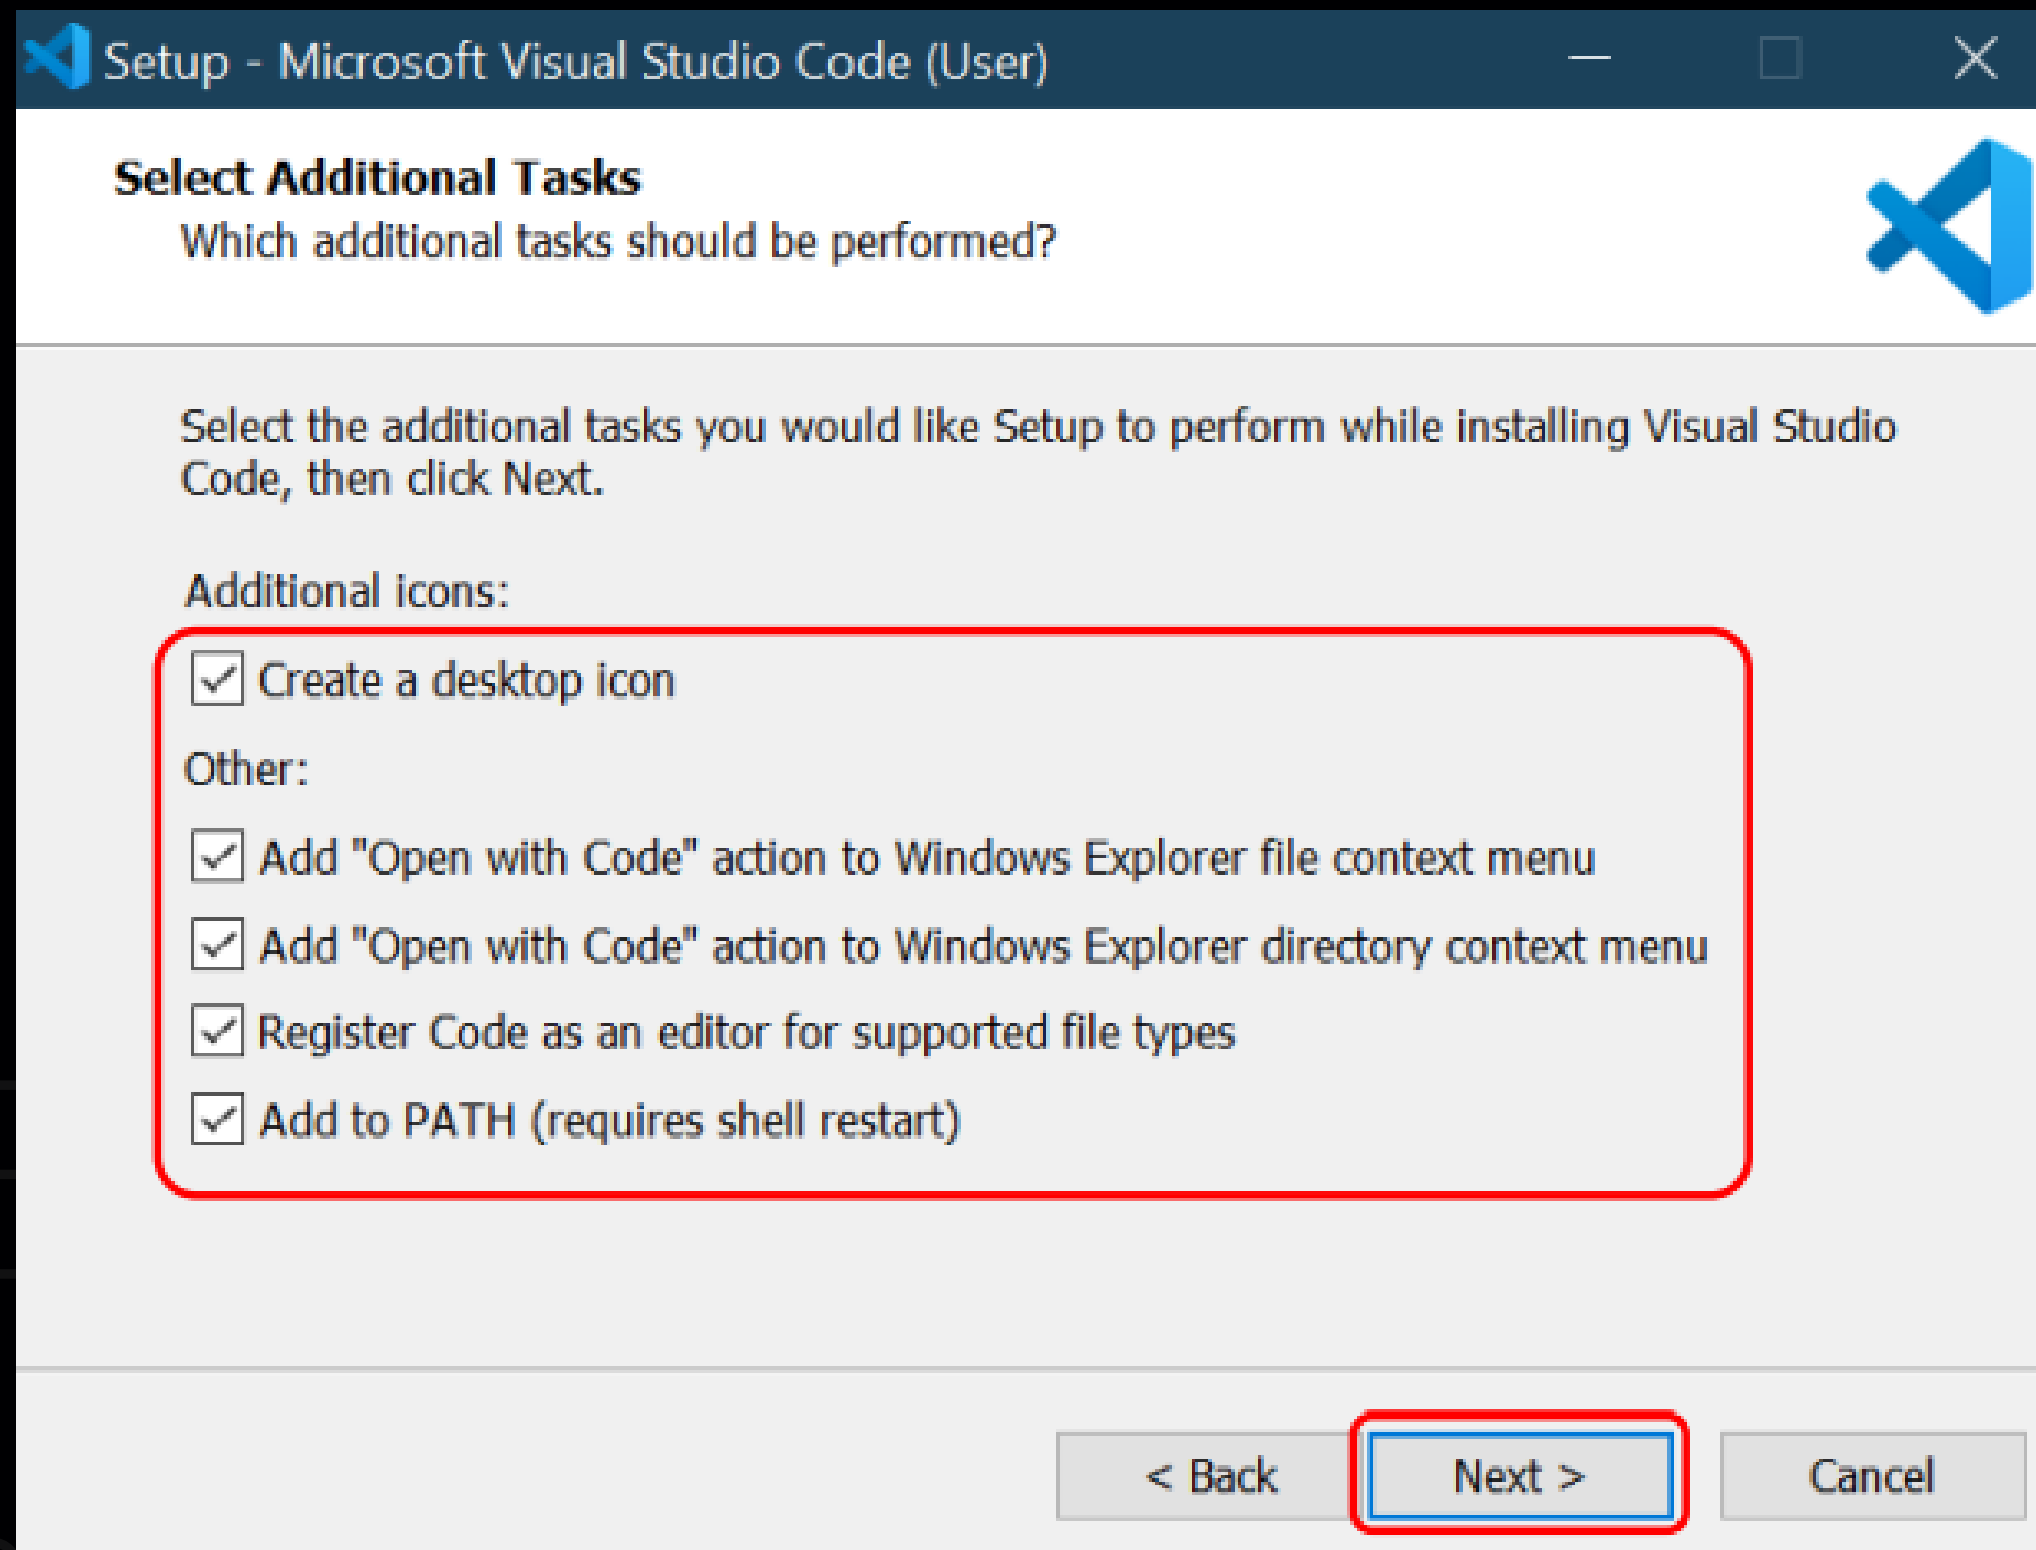 Setup - Microsoft Visual Studio Code (User)
Select Additional Tasks
Which additional tasks should be performed?
Select the additional tasks you would like Setup to perform while installing Visual Studio
Code, then click Next.
Additional icons:
Create a desktop icon
Other:
Add "Open with Code" action to Windows Explorer file context menu
Add "Open with Code" action to Windows Explorer directory context menu
Register Code as an editor for supported file types
Add to PATH (requires shell restart)
< Back
Next >
Cancel